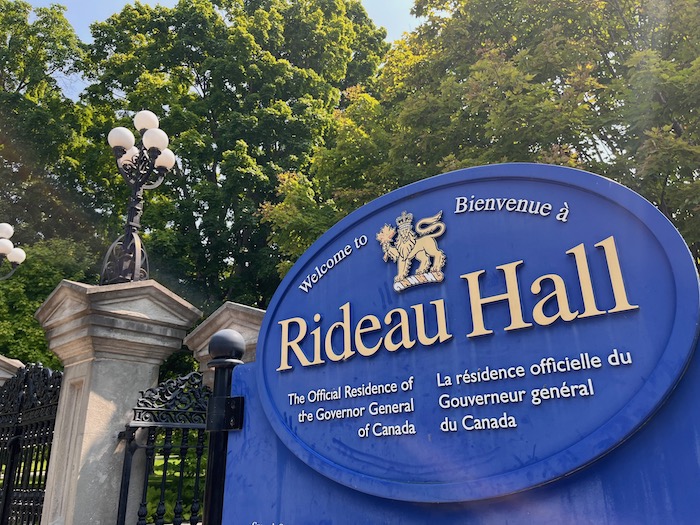 Welcome to
Bienvenue à
Rideau Hall
The Official Residence of
the Governor General
of Canada
La résidence officielle du
Gouverneur général
du Canada